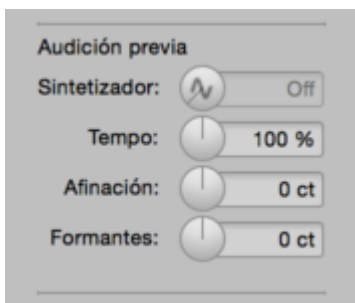 Audición previa
Sintetizador: Off
Tempo: 100 %
Afinación: 0 ct
Formantes: 0 ct